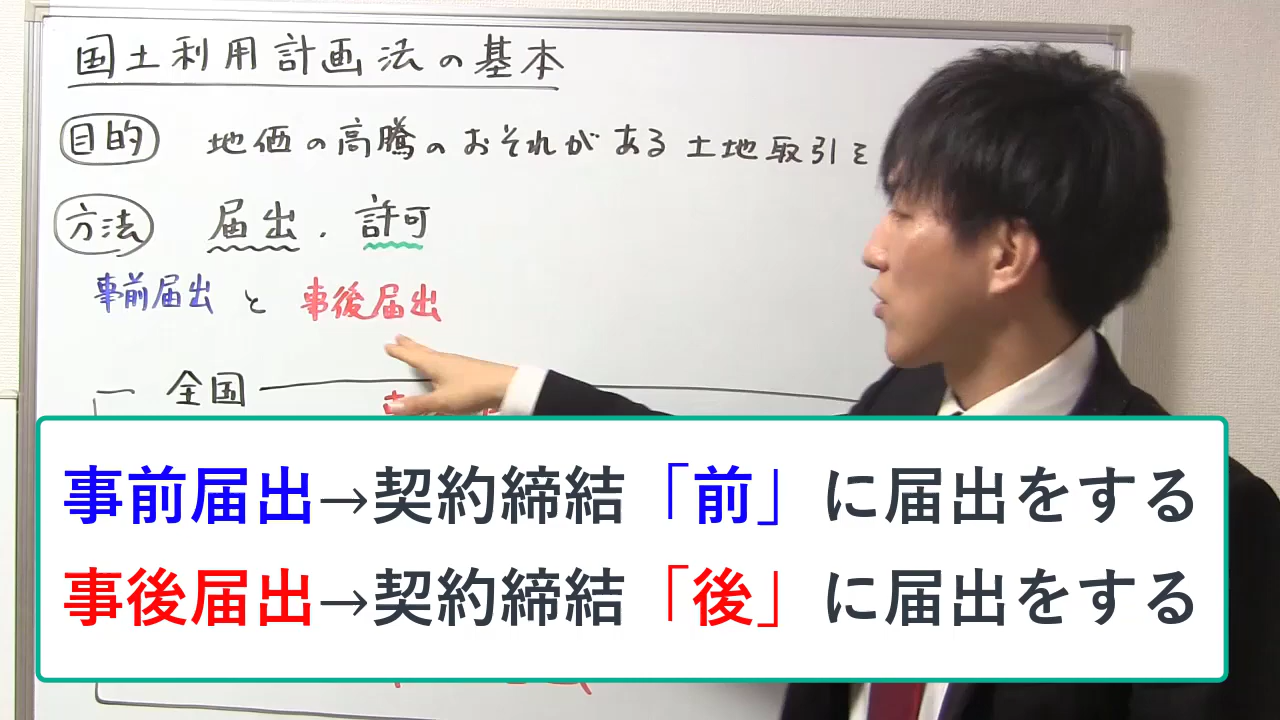 国土利用計画法の基本
目的 地価の高騰のおそれがある土地取引を
方法 届出、許可
事前届出と事後届出
全国
事前届出→契約締結「前」に届出をする
事後届出→契約締結「後」に届出をする